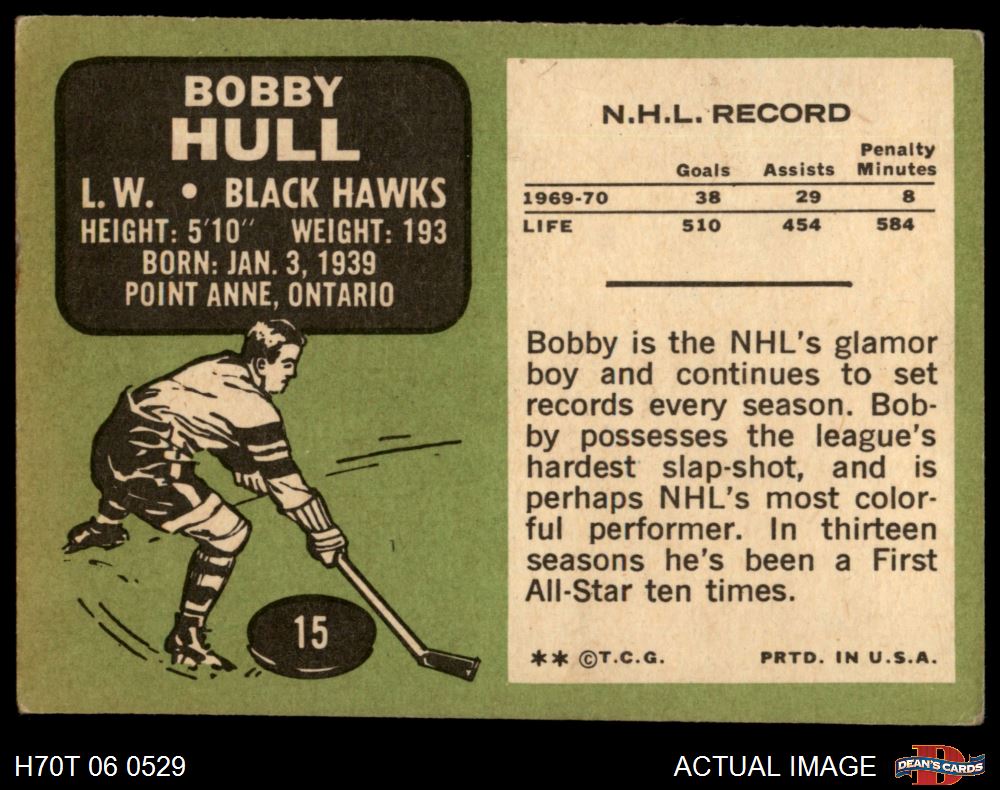 BOBBY
HULL
L.W. • BLACK HAWKS
HEIGHT: 5'10" WEIGHT: 193
BORN: JAN. 3, 1939
POINT ANNE, ONTARIO
15
N.H.L. RECORD
Goals Assists Penalty Minutes
1969-70 38 29 8
LIFE 510 454 584
Bobby is the NHL's glamor
boy and continues to set
records every season. Bob-
by possesses the league's
hardest slap-shot, and is
perhaps NHL's most color-
ful performer. In thirteen
seasons he's been a First
All-Star ten times.
** ©T.C.G. PRTD. IN U.S.A.
H70T 06 0529 ACTUAL IMAGE
D
DEAN'S CARDS